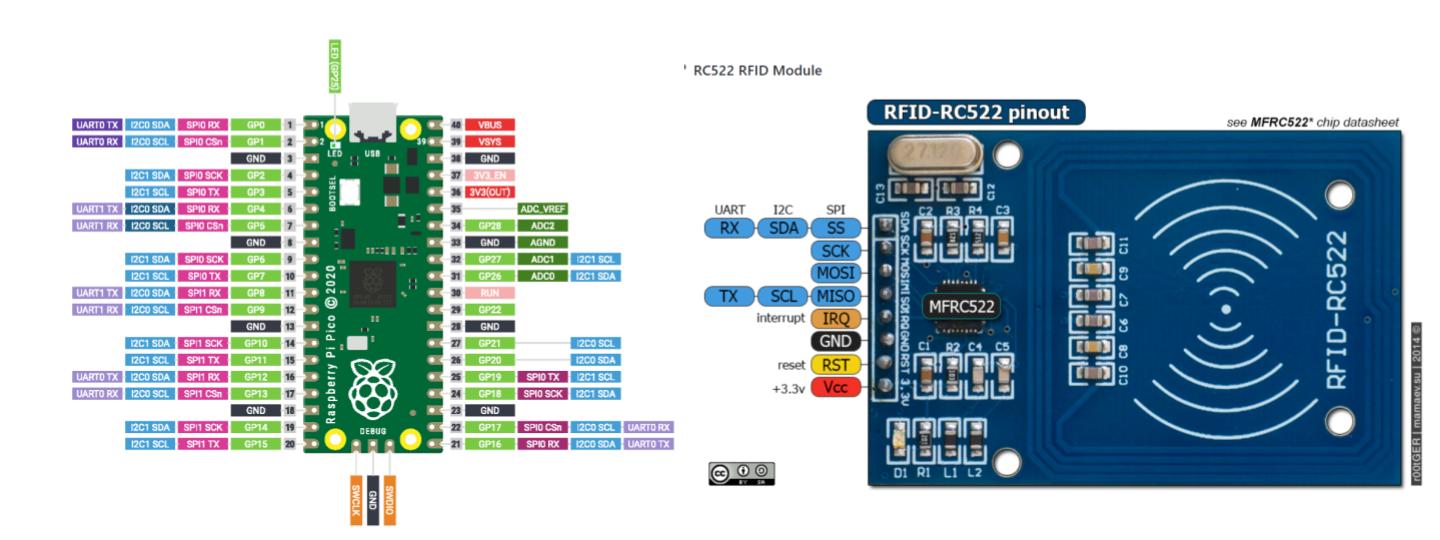 LED (GP25)
UART0 TX I2C0 SDA SPI0 RX GP0 1
UART0 RX I2C0 SCL SPI0 CSn GP1 2
GND 3
I2C1 SDA SPI0 SCK GP2 4
I2C1 SCL SPI0 TX GP3 5
UART1 TX I2C0 SDA SPI0 RX GP4 6
UART1 RX I2C0 SCL SPI0 CSn GP5 7
GND 8
I2C1 SDA SPI0 SCK GP6 9
I2C1 SCL SPI0 TX GP7 10
UART1 TX I2C0 SDA SPI1 RX GP8 11
UART1 RX I2C0 SCL SPI1 CSn GP9 12
GND 13
I2C1 SDA SPI1 SCK GP10 14
I2C1 SCL SPI1 TX GP11 15
UART0 TX I2C0 SDA SPI1 RX GP12 16
UART0 RX I2C0 SCL SPI1 CSn GP13 17
GND 18
I2C1 SDA SPI1 SCK GP14 19
I2C1 SCL SPI1 TX GP15 20
1
2
39
LED
USB
BOOTSEL
Raspberry Pi Pico © 2020
DEBUG
40 VBUS
39 VSYS
38 GND
37 3V3_EN
36 3V3(OUT)
35 ADC_VREF
34 GP28 ADC2
33 GND AGND
32 GP27 ADC1 I2C1 SCL
31 GP26 ADC0 I2C1 SDA
30 RUN
29 GP22
28 GND
27 GP21 I2C0 SCL
26 GP20 I2C0 SDA
25 GP19 SPI0 TX I2C1 SCL
24 GP18 SPI0 SCK I2C1 SDA
23 GND
22 GP17 SPI0 CSn I2C0 SCL UART0 RX
21 GP16 SPI0 RX I2C0 SDA UART0 TX
SWCLK
GND
SWDIO
RC522 RFID Module
RFID-RC522 pinout
see MFRC522* chip datasheet
UART I2C SPI
RX SDA SS
SCK
MOSI
TX SCL MISO
interrupt IRQ
GND
reset RST
+3.3v Vcc
27.120
C13
C12
C2 R3 R4 C3
SDA SCK MOSI MISO IRQ GND RST 3.3V
MFRC522
C1 R2 C4 C5
D1 R1 L1 L2
C11
C9
C7
C6
C8
C10
RFID-RC522
r00tGER | mamaev.su | 2014 ©
cc
BY SA